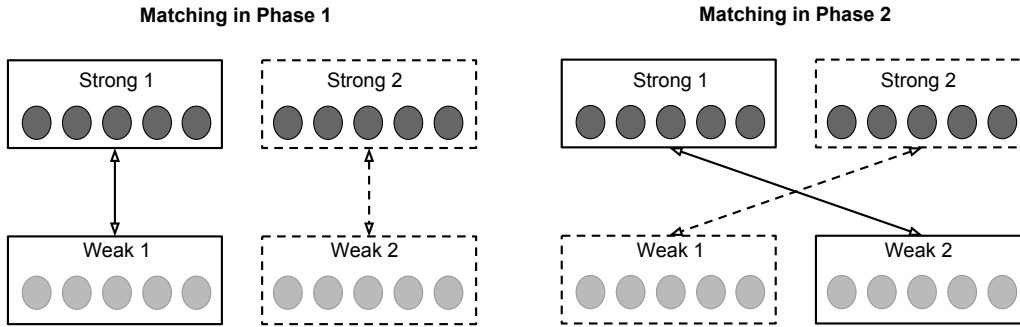 Matching in Phase 1
Strong 1
Strong 2
Weak 1
Weak 2
Matching in Phase 2
Strong 1
Strong 2
Weak 1
Weak 2